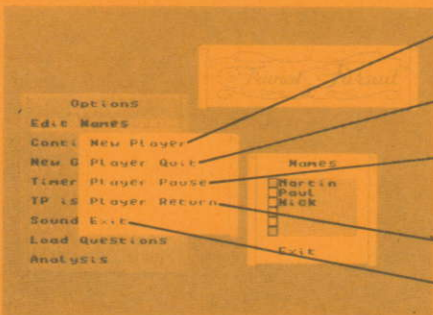 Options
Edit Names
Conti New Player
New G Player Quit
Timer Player Pause
TP is Player Return
Sound Exit
Load Questions
Analysis
Names
Martin
Paul
Nick
Exit